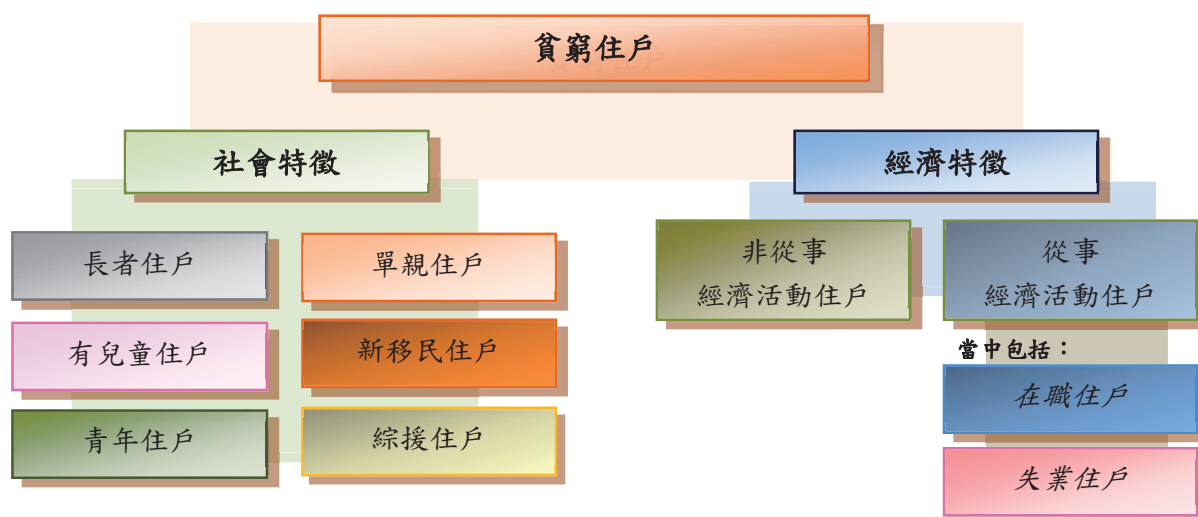 貧窮住戶
社會特徵
經濟特徵
長者住戶
單親住戶
有兒童住戶
新移民住戶
青年住戶
綜援住戶
非從事
經濟活動住戶
從事
經濟活動住戶
當中包括：
在職住戶
失業住戶